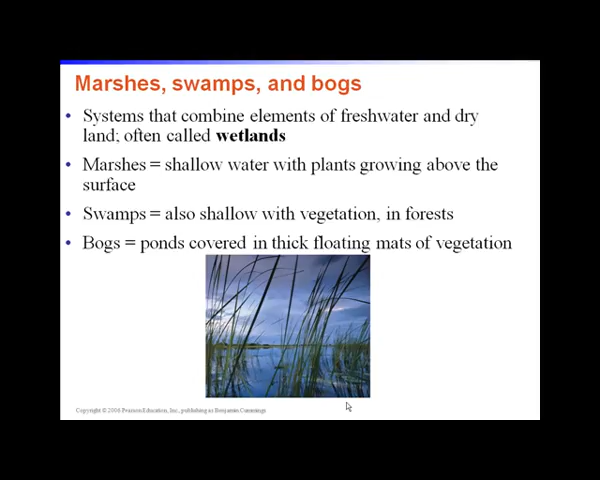 Marshes, swamps, and bogs
• Systems that combine elements of freshwater and dry
land; often called wetlands
• Marshes = shallow water with plants growing above the
surface
• Swamps = also shallow with vegetation, in forests
• Bogs = ponds covered in thick floating mats of vegetation
Copyright © 2006 Pearson Education, Inc., publishing as Benjamin Cummings